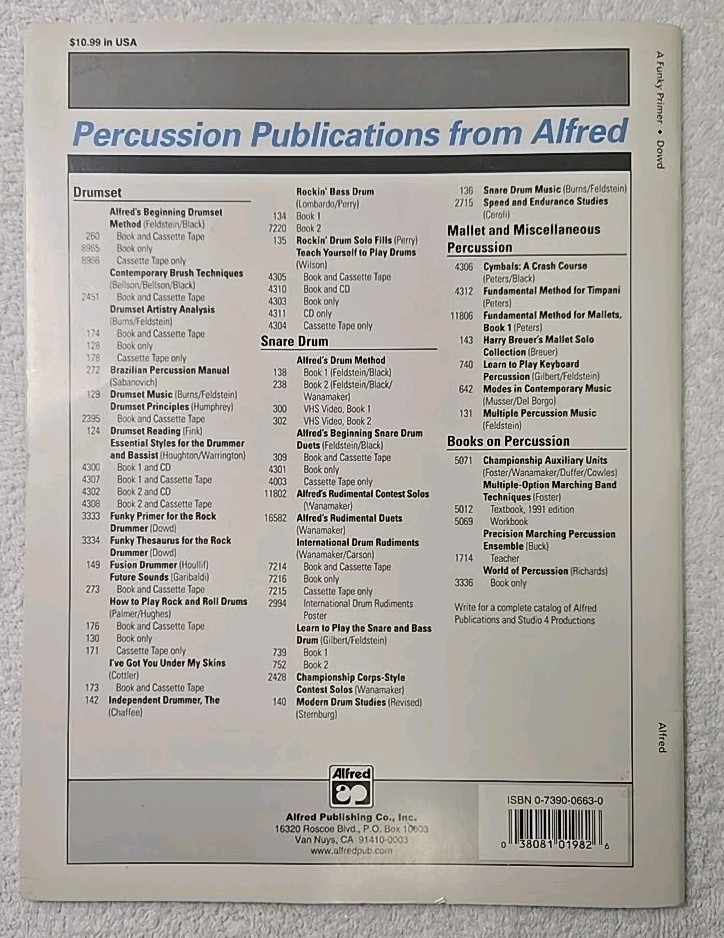 $10.99 in USA
Percussion Publications from Alfred
Drumset
Alfred's Beginning Drumset
Method (Feldstein/Black)
260 Book and Cassette Tape
8965 Book only
8966 Cassette Tape only
Contemporary Brush Techniques
(Bellson/Bellson/Black)
2451 Book and Cassette Tape
Drumset Artistry Analysis
(Burns/Feldstein)
174 Book and Cassette Tape
128 Book only
178 Cassette Tape only
272 Brazilian Percussion Manual
(Sabanovich)
129 Drumset Music (Burns/Feldstein)
Drumset Principles (Humphrey)
2395 Book and Cassette Tape
124 Drumset Reading (Fink)
Essential Styles for the Drummer
and Bassist (Houghton/Warrington)
4300 Book 1 and CD
4307 Book 1 and Cassette Tape
4302 Book 2 and CD
4308 Book 2 and Cassette Tape
3333 Funky Primer for the Rock
Drummer (Dowd)
3334 Funky Thesaurus for the Rock
Drummer (Dowd)
149 Fusion Drummer (Houllif)
Future Sounds (Garibaldi)
273 Book and Cassette Tape
How to Play Rock and Roll Drums
(Palmer/Hughes)
176 Book and Cassette Tape
130 Book only
171 Cassette Tape only
I've Got You Under My Skins
(Cottler)
173 Book and Cassette Tape
142 Independent Drummer, The
(Chaffee)
Rockin' Bass Drum
(Lombardo/Perry)
134 Book 1
7220 Book 2
135 Rockin' Drum Solo Fills (Perry)
Teach Yourself to Play Drums
(Wilson)
4305 Book and Cassette Tape
4310 Book and CD
4303 Book only
4311 CD only
4304 Cassette Tape only
Snare Drum
Alfred's Drum Method
138 Book 1 (Feldstein/Black)
238 Book 2 (Feldstein/Black/
Wanamaker)
300 VHS Video, Book 1
302 VHS Video, Book 2
Alfred's Beginning Snare Drum
Duets (Feldstein/Black)
309 Book and Cassette Tape
4301 Book only
4003 Cassette Tape only
11802 Alfred's Rudimental Contest Solos
(Wanamaker)
16582 Alfred's Rudimental Duets
(Wanamaker)
International Drum Rudiments
(Wanamaker/Carson)
7214 Book and Cassette Tape
7216 Book only
7215 Cassette Tape only
2994 International Drum Rudiments
Poster
Learn to Play the Snare and Bass
Drum (Gilbert/Feldstein)
739 Book 1
752 Book 2
2428 Championship Corps-Style
Contest Solos (Wanamaker)
140 Modern Drum Studies (Revised)
(Sternburg)
136 Snare Drum Music (Burns/Feldstein)
2715 Speed and Endurance Studies
(Ceroli)
Mallet and Miscellaneous
Percussion
4306 Cymbals: A Crash Course
(Peters/Black)
4312 Fundamental Method for Timpani
(Peters)
11806 Fundamental Method for Mallets,
Book 1 (Peters)
143 Harry Breuer's Mallet Solo
Collection (Breuer)
740 Learn to Play Keyboard
Percussion (Gilbert/Feldstein)
642 Modes in Contemporary Music
(Musser/Del Borgo)
131 Multiple Percussion Music
(Feldstein)
Books on Percussion
5071 Championship Auxiliary Units
(Foster/Wanamaker/Duffer/Cowles)
Multiple-Option Marching Band
Techniques (Foster)
5012 Textbook, 1991 edition
5069 Workbook
Precision Marching Percussion
Ensemble (Buck)
1714 Teacher
World of Percussion (Richards)
3336 Book only
Write for a complete catalog of Alfred
Publications and Studio 4 Productions
Alfred
Alfred Publishing Co., Inc.
16320 Roscoe Blvd., P.O. Box 10003
Van Nuys, CA 91410-0003
www.alfredpub.com
ISBN 0-7390-0663-0
0 38081 01982 6
A Funky Primer • Dowd
Alfred